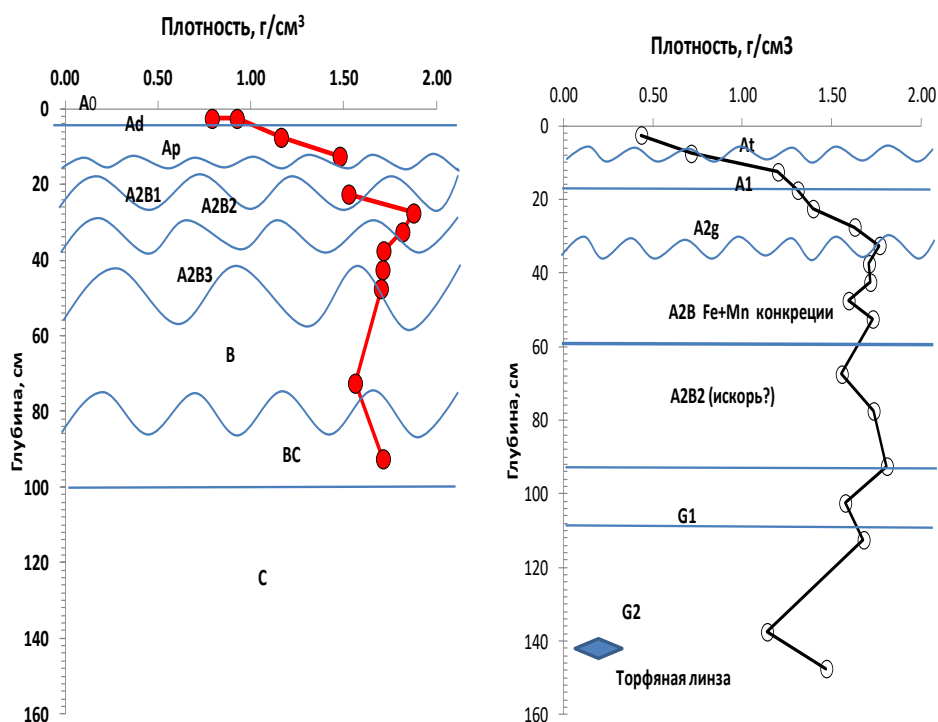 Плотность, г/см³
0.00 0.50 1.00 1.50 2.00
Глубина, см
0
20
40
60
80
100
120
140
160
A0
Ad
Ap
A2B1
A2B2
A2B3
B
BC
C
Плотность, г/см3
0.00 0.50 1.00 1.50 2.00
Глубина, см
0
20
40
60
80
100
120
140
160
At
A1
A2g
A2B Fe+Mn конкреции
A2B2 (искорь?)
G1
G2
Торфяная линза